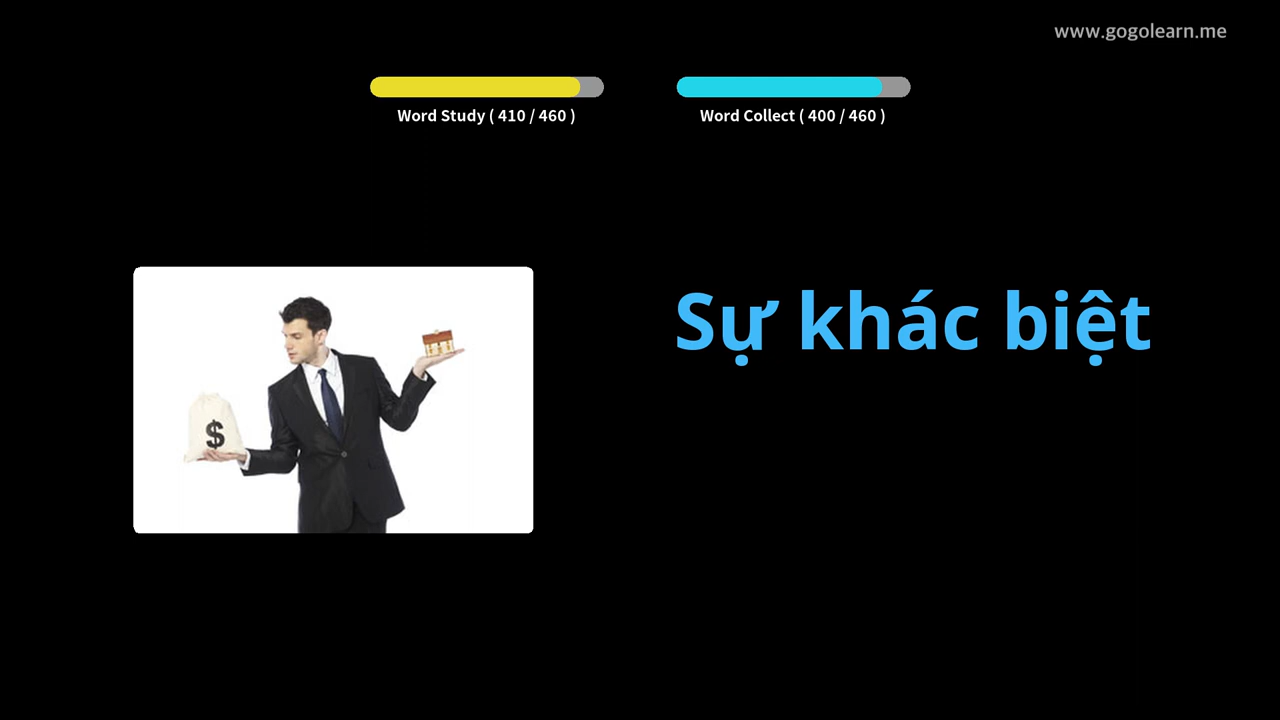 www.gogolearn.me
Word Study ( 410 / 460 )
Word Collect ( 400 / 460 )
$
Sự khác biệt